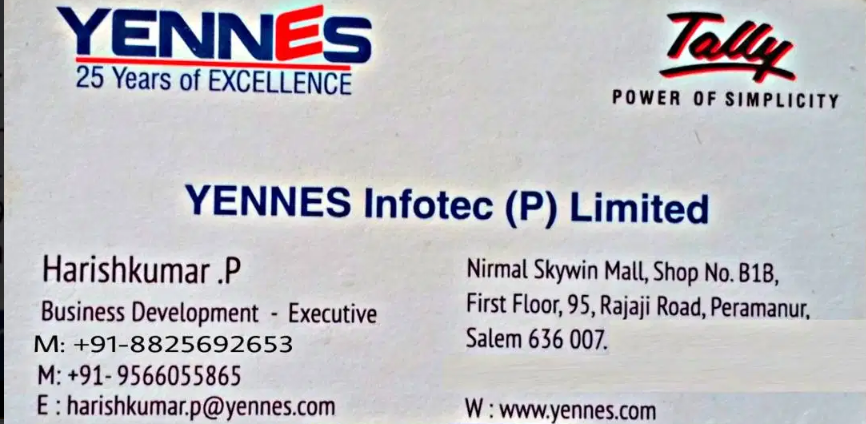 YENNES
25 Years of EXCELLENCE
Tally
POWER OF SIMPLICITY
YENNES Infotec (P) Limited
Harishkumar .P
Business Development - Executive
M: +91-8825692653
M: +91- 9566055865
E : harishkumar.p@yennes.com
Nirmal Skywin Mall, Shop No. B1B,
First Floor, 95, Rajaji Road, Peramanur,
Salem 636 007.
W : www.yennes.com